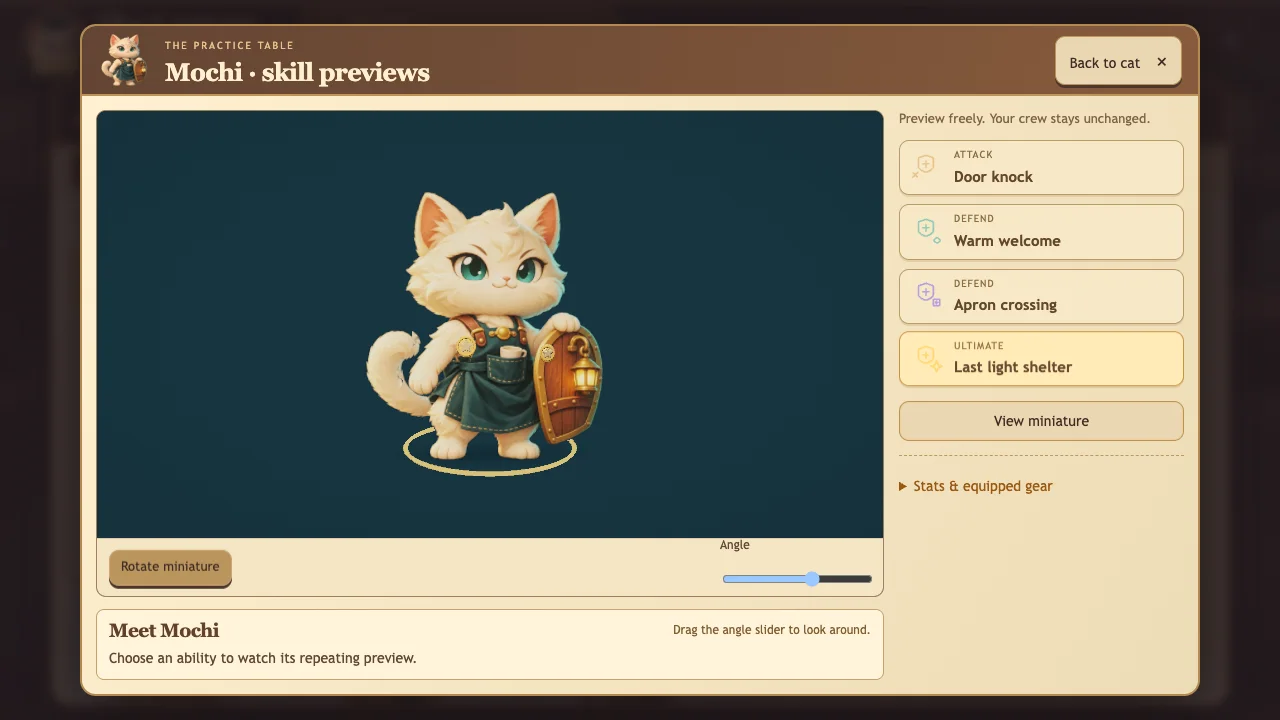 THE PRACTICE TABLE
Mochi · skill previews
Back to cat ×
Preview freely. Your crew stays unchanged.
ATTACK
Door knock
DEFEND
Warm welcome
DEFEND
Apron crossing
ULTIMATE
Last light shelter
View miniature
▶ Stats & equipped gear
Angle
Rotate miniature
Meet Mochi
Drag the angle slider to look around.
Choose an ability to watch its repeating preview.